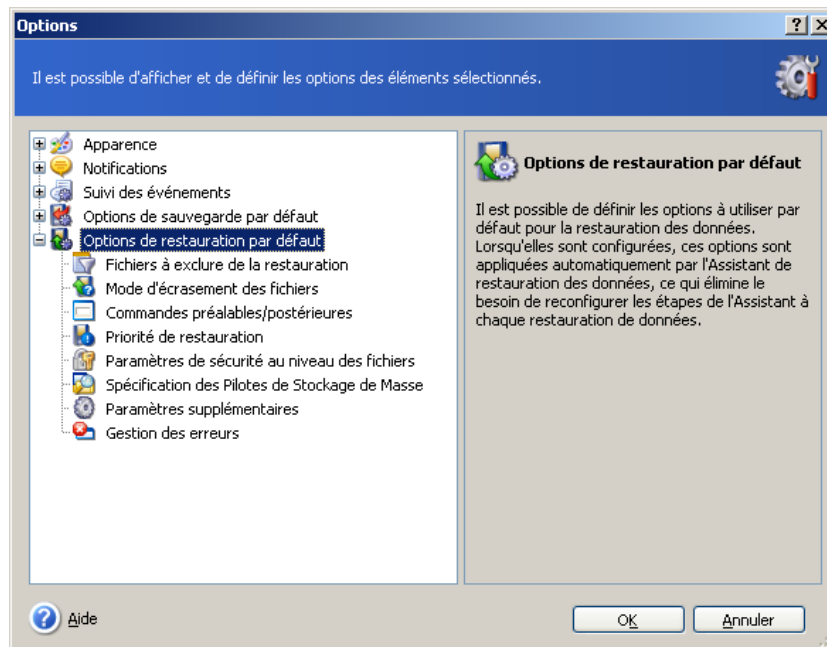 Options
Il est possible d'afficher et de définir les options des éléments sélectionnés.
Apparence
Notifications
Suivi des événements
Options de sauvegarde par défaut
Options de restauration par défaut
Fichiers à exclure de la restauration
Mode d'écrasement des fichiers
Commandes préalables/postérieures
Priorité de restauration
Paramètres de sécurité au niveau des fichiers
Spécification des Pilotes de Stockage de Masse
Paramètres supplémentaires
Gestion des erreurs
Options de restauration par défaut
Il est possible de définir les options à utiliser par
défaut pour la restauration des données.
Lorsqu'elles sont configurées, ces options sont
appliquées automatiquement par l'Assistant de
restauration des données, ce qui élimine le
besoin de reconfigurer les étapes de l'Assistant à
chaque restauration de données.
Aide
OK
Annuler